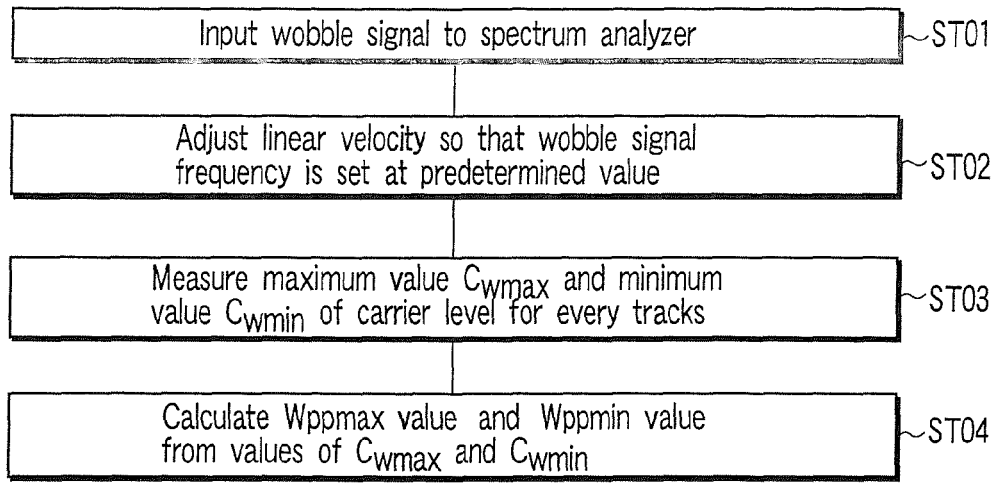 Input wobble signal to spectrum analyzer
ST01
Adjust linear velocity so that wobble signal
frequency is set at predetermined value
ST02
Measure maximum value Cwmax and minimum
value Cwmin of carrier level for every tracks
ST03
Calculate Wppmax value and Wppmin value
from values of Cwmax and Cwmin
ST04